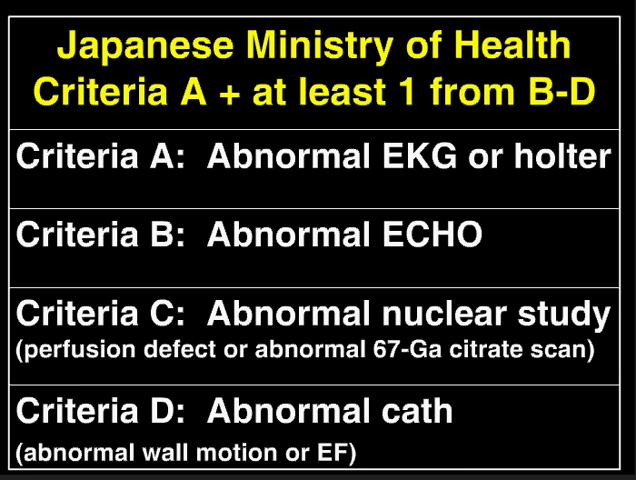 Japanese Ministry of Health
Criteria A + at least 1 from B-D
Criteria A: Abnormal EKG or holter
Criteria B: Abnormal ECHO
Criteria C: Abnormal nuclear study
(perfusion defect or abnormal 67-Ga citrate scan)
Criteria D: Abnormal cath
(abnormal wall motion or EF)